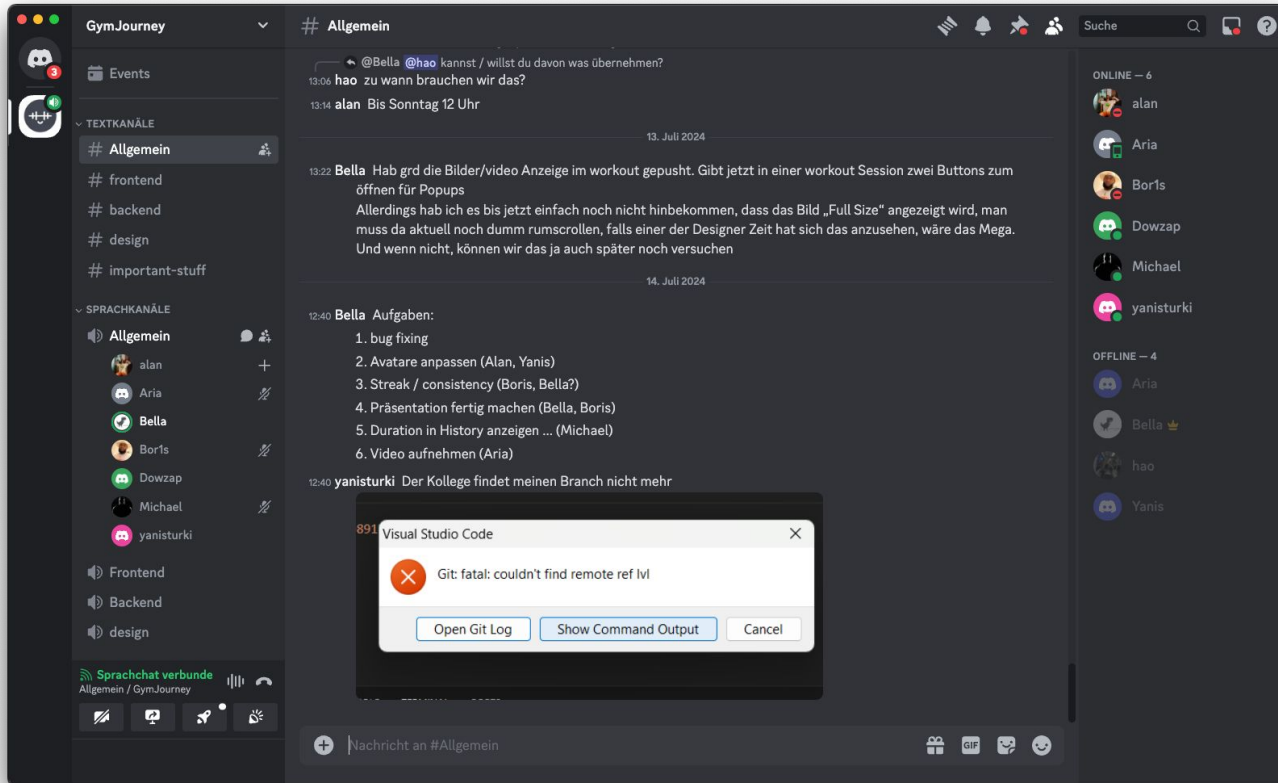 GymJourney
Allgemein
Suche
3
Events
TEXTKANÄLE
Allgemein
frontend
backend
design
important-stuff
SPRACHKANÄLE
Allgemein
alan
Aria
Bella
Bor1s
Dowzap
Michael
yanisturki
Frontend
Backend
design
Sprachchat verbunde
Allgemein / GymJourney
@Bella @hao kannst / willst du davon was übernehmen?
13:06 hao zu wann brauchen wir das?
13:14 alan Bis Sonntag 12 Uhr
13. Juli 2024
13:22 Bella Hab grd die Bilder/video Anzeige im workout gepusht. Gibt jetzt in einer workout Session zwei Buttons zum
öffnen für Popups
Allerdings hab ich es bis jetzt einfach noch nicht hinbekommen, dass das Bild „Full Size“ angezeigt wird, man
muss da aktuell noch dumm rumscrollen, falls einer der Designer Zeit hat sich das anzusehen, wäre das Mega.
Und wenn nicht, können wir das ja auch später noch versuchen
14. Juli 2024
12:40 Bella Aufgaben:
1. bug fixing
2. Avatare anpassen (Alan, Yanis)
3. Streak / consistency (Boris, Bella?)
4. Präsentation fertig machen (Bella, Boris)
5. Duration in History anzeigen ... (Michael)
6. Video aufnehmen (Aria)
12:40 yanisturki Der Kollege findet meinen Branch nicht mehr
891
Visual Studio Code
Git: fatal: couldn't find remote ref lvl
Open Git Log
Show Command Output
Cancel
Nachricht an #Allgemein
GIF
ONLINE — 6
alan
Aria
Bor1s
Dowzap
Michael
yanisturki
OFFLINE — 4
Aria
Bella
hao
Yanis